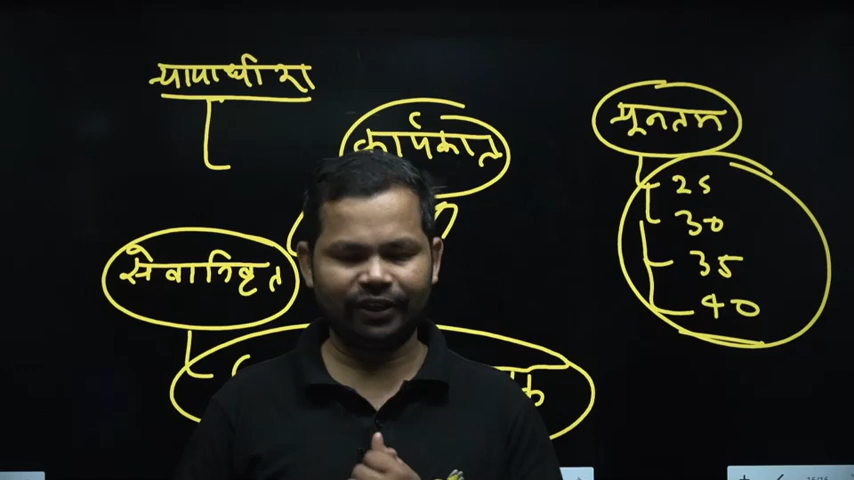 न्यायाधीश
कार्यकाल
न्यूनतम
25
30
35
40
सेवानिवृत